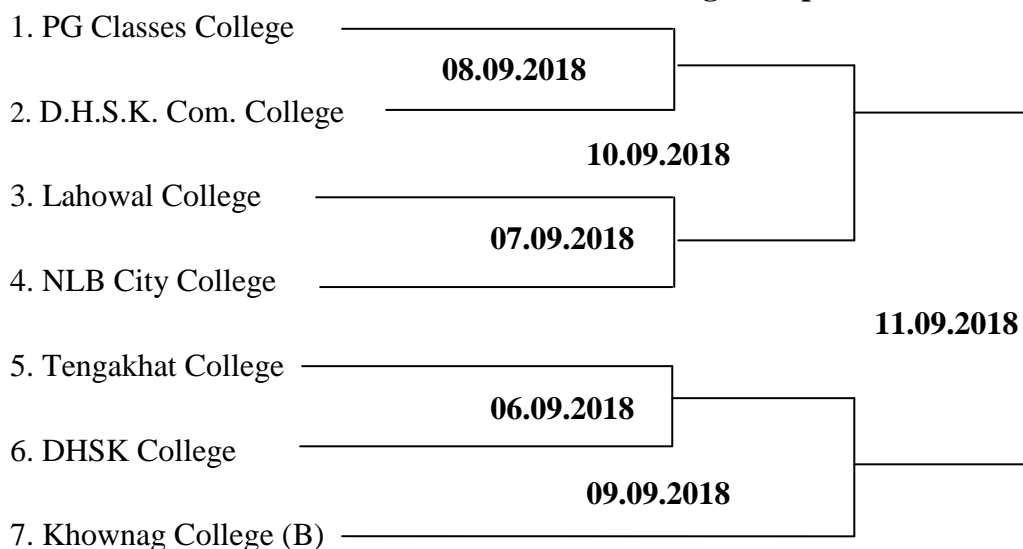 1. PG Classes College
08.09.2018
2. D.H.S.K. Com. College
10.09.2018
3. Lahowal College
07.09.2018
4. NLB City College
11.09.2018
5. Tengakhat College
06.09.2018
6. DHSK College
09.09.2018
7. Khownag College (B)